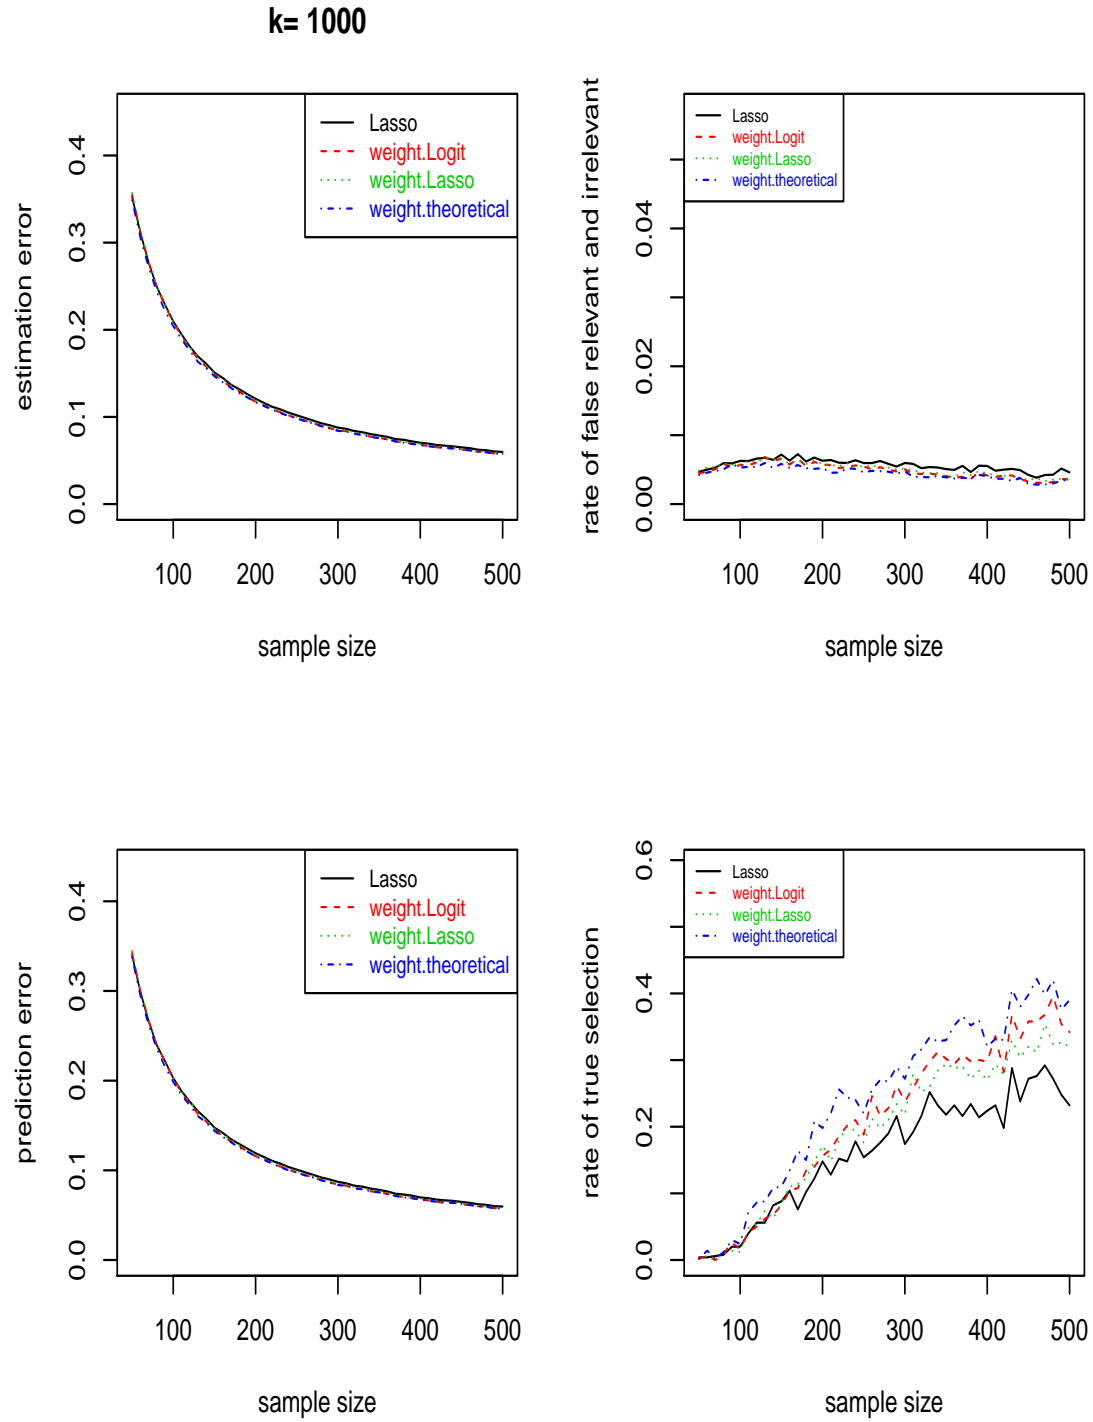 k= 1000
estimation error
0.0 0.1 0.2 0.3 0.4
Lasso
weight.Logit
weight.Lasso
weight.theoretical
100 200 300 400 500
sample size
rate of false relevant and irrelevant
0.00 0.02 0.04
Lasso
weight.Logit
weight.Lasso
weight.theoretical
100 200 300 400 500
sample size
prediction error
0.0 0.1 0.2 0.3 0.4
Lasso
weight.Logit
weight.Lasso
weight.theoretical
100 200 300 400 500
sample size
rate of true selection
0.0 0.2 0.4 0.6
Lasso
weight.Logit
weight.Lasso
weight.theoretical
100 200 300 400 500
sample size